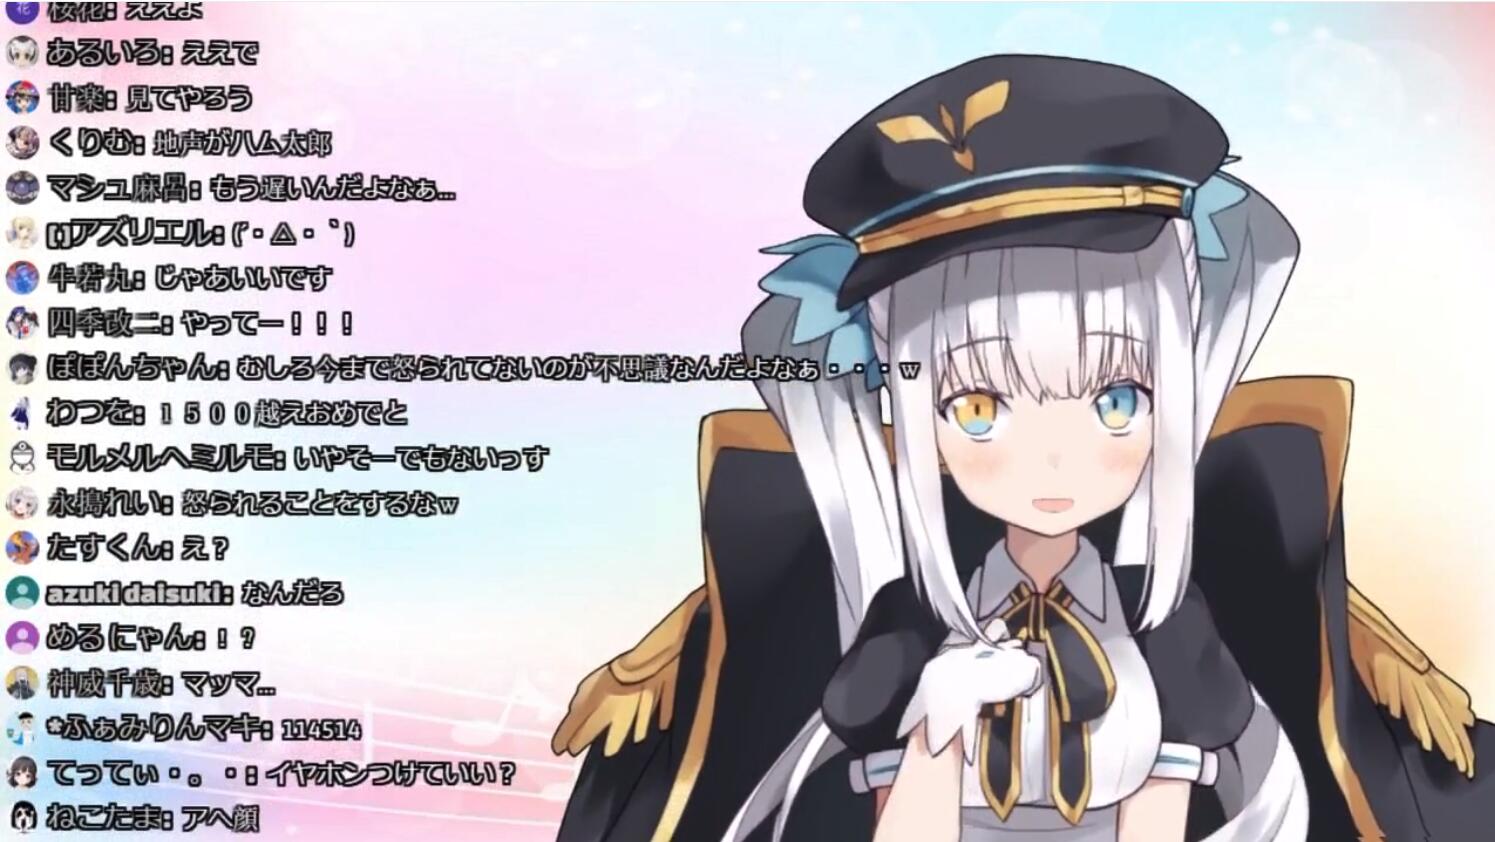 桜花: ええよ
あるいろ: ええで
甘楽: 見てやろう
くりむ: 地声がハム太郎
マシュ麻呂: もう遅いんだよなぁ...
アズリエル: (´・△・｀)
牛若丸: じゃあいいです
四季改二: やってー！！！
ぽぽんちゃん: むしろ今まで怒られてないのが不思議なんだよなぁ・・・w
わつを: １５００越えおめでと
モルメルヘミルモ: いやそーでもないっす
永搗れい: 怒られることをするなw
たすくん: え？
azuki daisuki: なんだろ
めるにゃん: ！？
神威千歳: マッマ...
*ふぁみりんマキ: 114514
てってぃ・。・: イヤホンつけていい？
ねこたま: アヘ顔